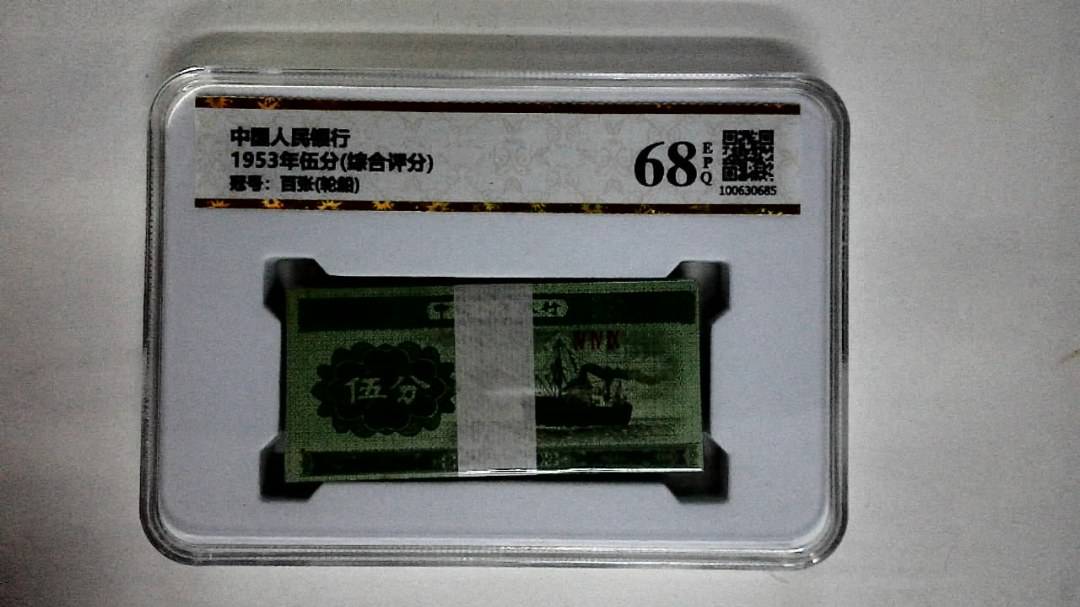 中国人民银行
1953年伍分(综合评分)
冠号：百张(轮船)
68
EPQ
100630685
伍分